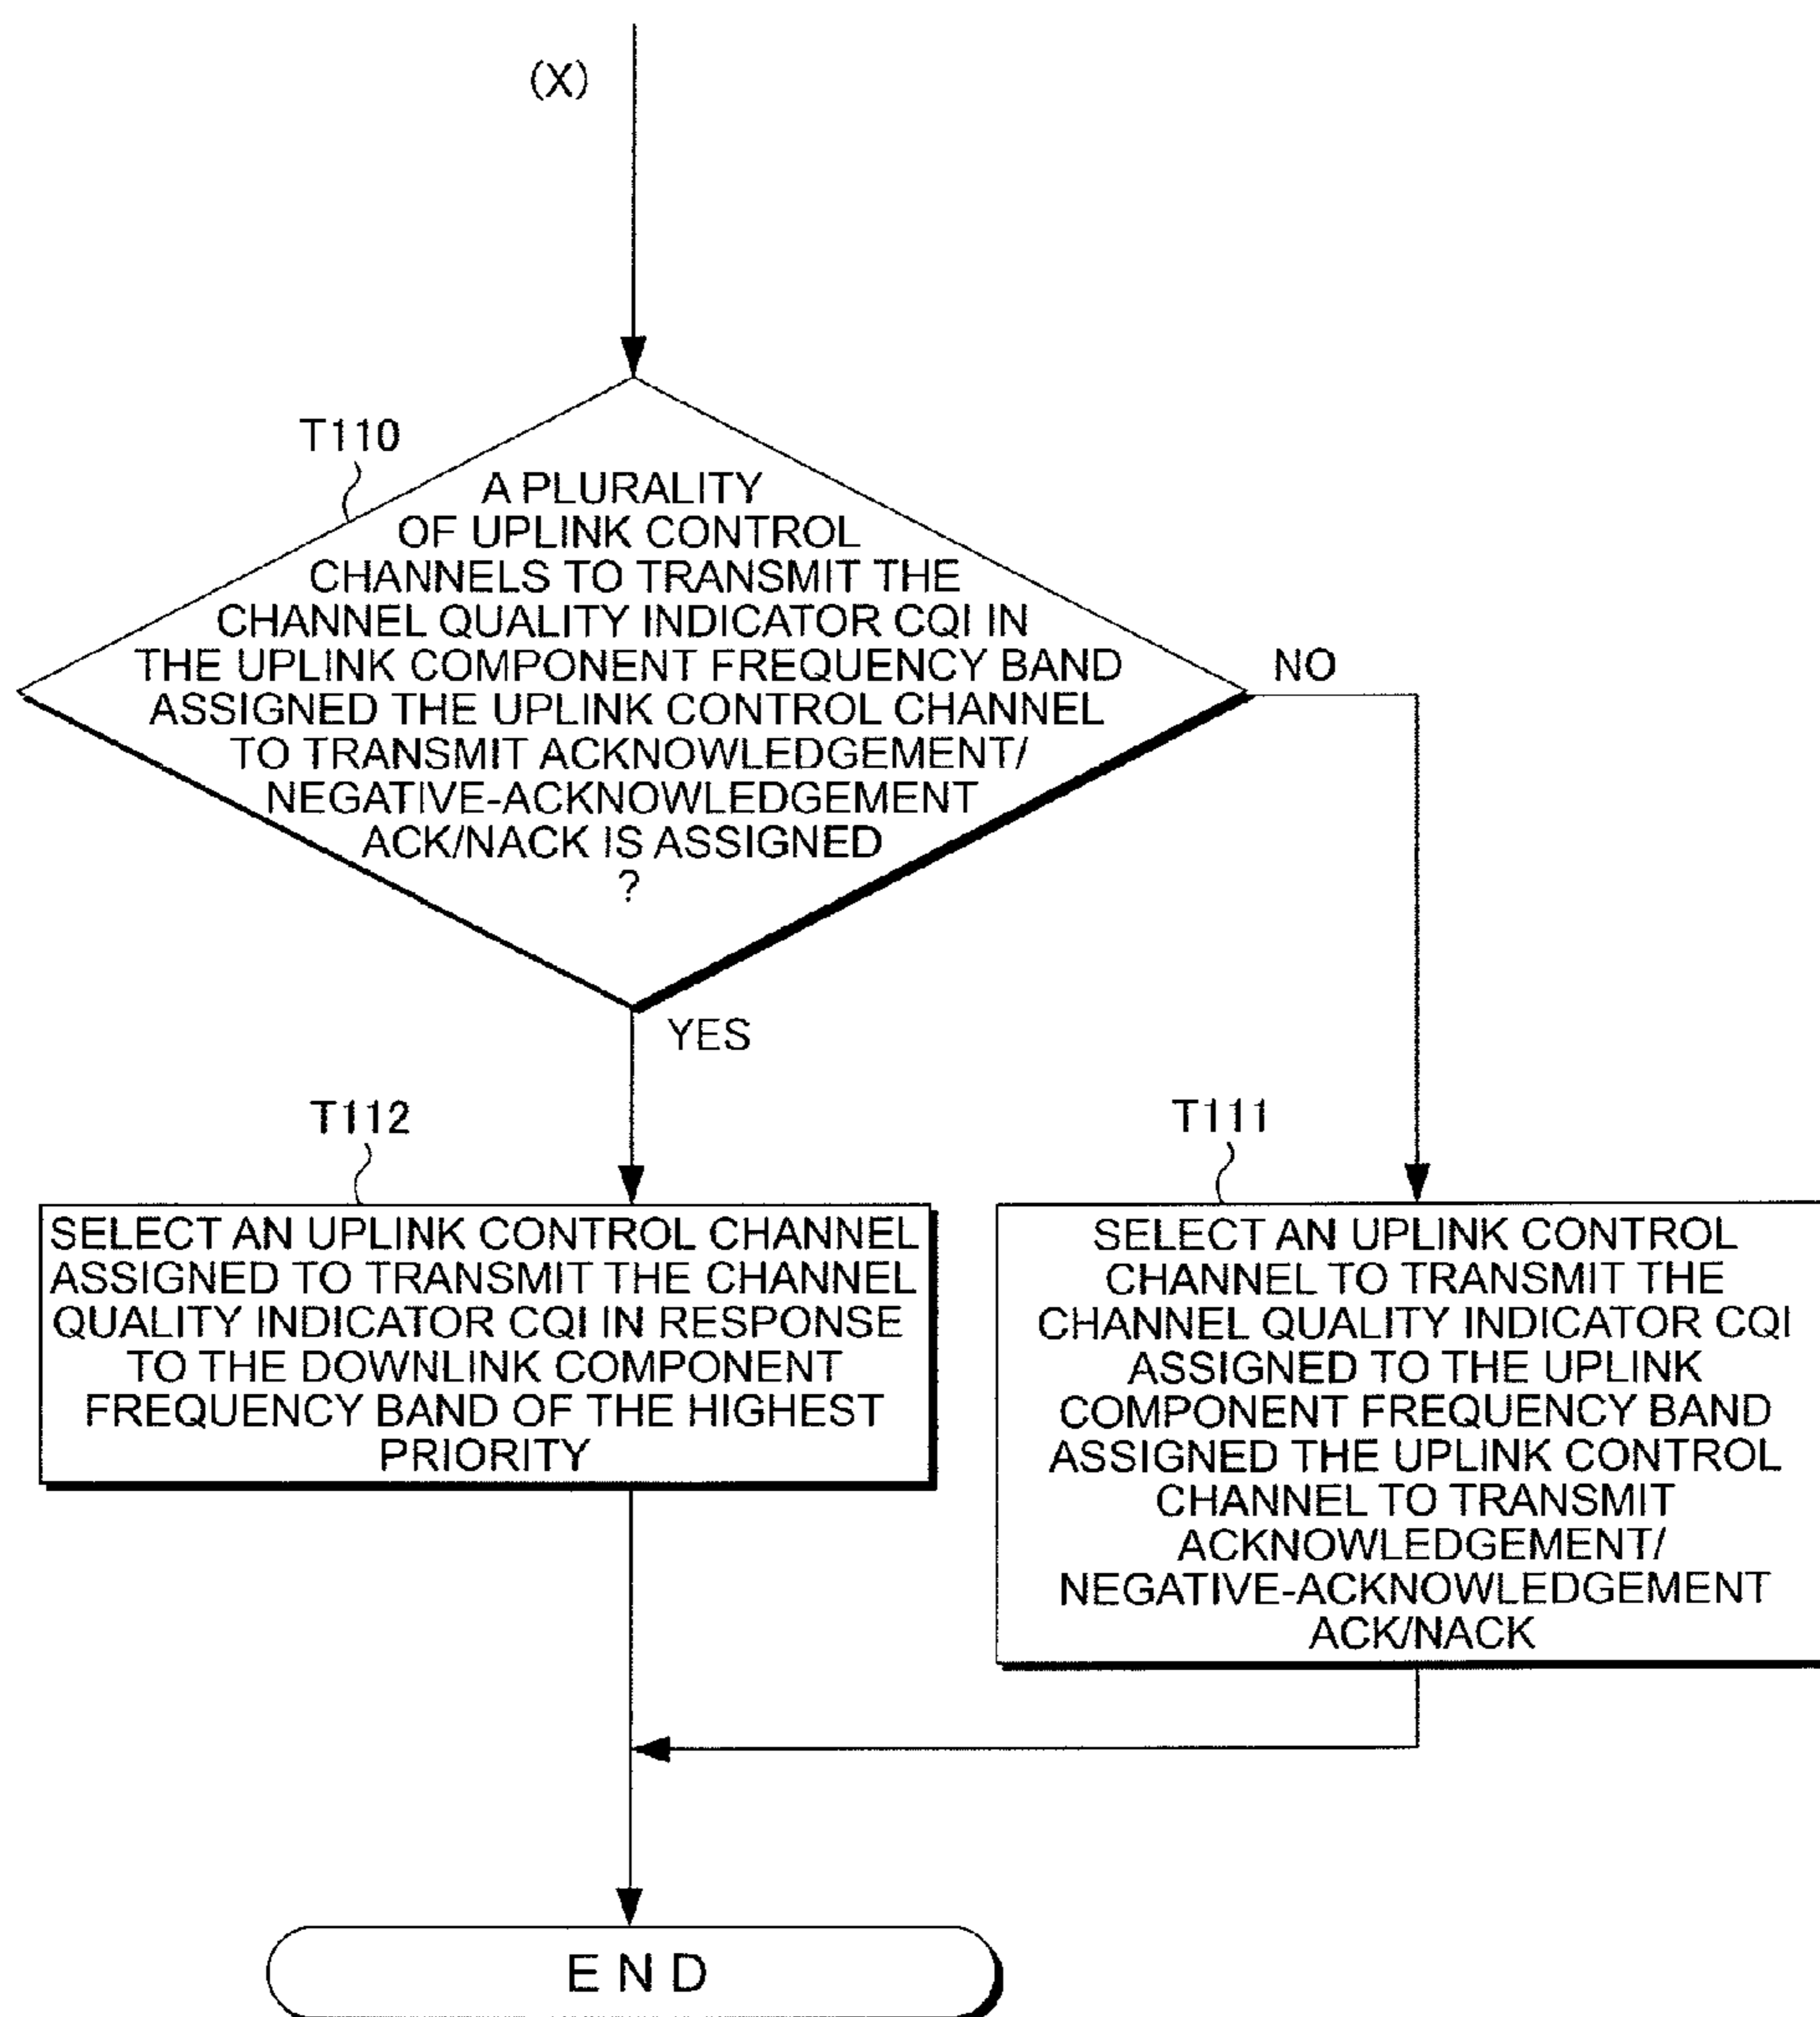 (X)
T110
A PLURALITY
OF UPLINK CONTROL
CHANNELS TO TRANSMIT THE
CHANNEL QUALITY INDICATOR CQI IN
THE UPLINK COMPONENT FREQUENCY BAND
ASSIGNED THE UPLINK CONTROL CHANNEL
TO TRANSMIT ACKNOWLEDGEMENT/
NEGATIVE-ACKNOWLEDGEMENT
ACK/NACK IS ASSIGNED
?
NO
YES
T112
SELECT AN UPLINK CONTROL CHANNEL
ASSIGNED TO TRANSMIT THE CHANNEL
QUALITY INDICATOR CQI IN RESPONSE
TO THE DOWNLINK COMPONENT
FREQUENCY BAND OF THE HIGHEST
PRIORITY
T111
SELECT AN UPLINK CONTROL
CHANNEL TO TRANSMIT THE
CHANNEL QUALITY INDICATOR CQI
ASSIGNED TO THE UPLINK
COMPONENT FREQUENCY BAND
ASSIGNED THE UPLINK CONTROL
CHANNEL TO TRANSMIT
ACKNOWLEDGEMENT/
NEGATIVE-ACKNOWLEDGEMENT
ACK/NACK
END